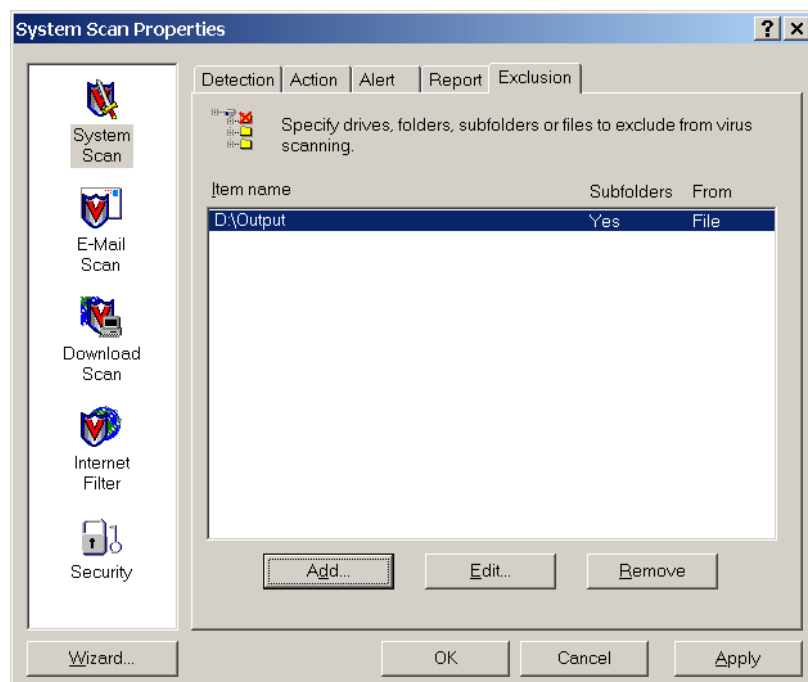 System Scan Properties
System
Scan
E-Mail
Scan
Download
Scan
Internet
Filter
Security
Detection Action Alert Report Exclusion
Specify drives, folders, subfolders or files to exclude from virus
scanning.
Item name Subfolders From
D:\Output Yes File
Add... Edit... Remove
Wizard... OK Cancel Apply